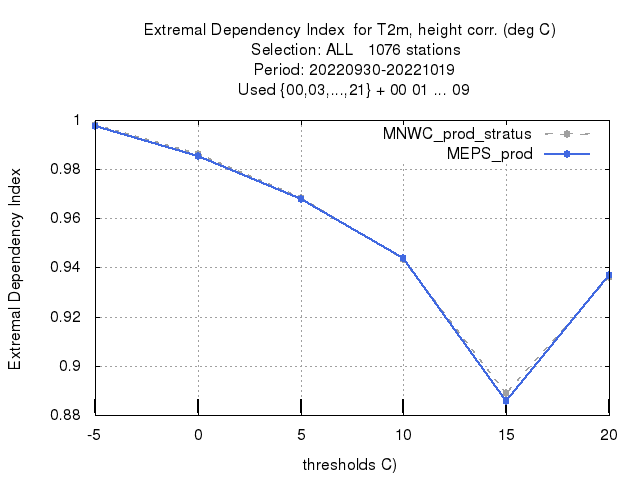 Extremal Dependency Index  for T2m, height corr. (deg C)
Selection: ALL   1076 stations
Period: 20220930-20221019
Used {00,03,...,21} + 00 01 ... 09
MNWC_prod_stratus
MEPS_prod
Extremal Dependency Index
1
0.98
0.96
0.94
0.92
0.9
0.88
-5
0
5
10
15
20
thresholds C)